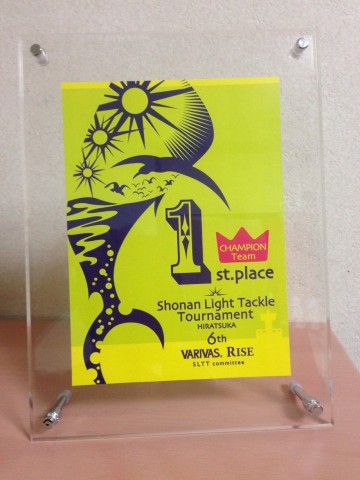 CHAMPION
Team
1
st.place
Shonan Light Tackle
Tournament
HIRATSUKA
6th
VARIVAS. RISE
SLTT committee